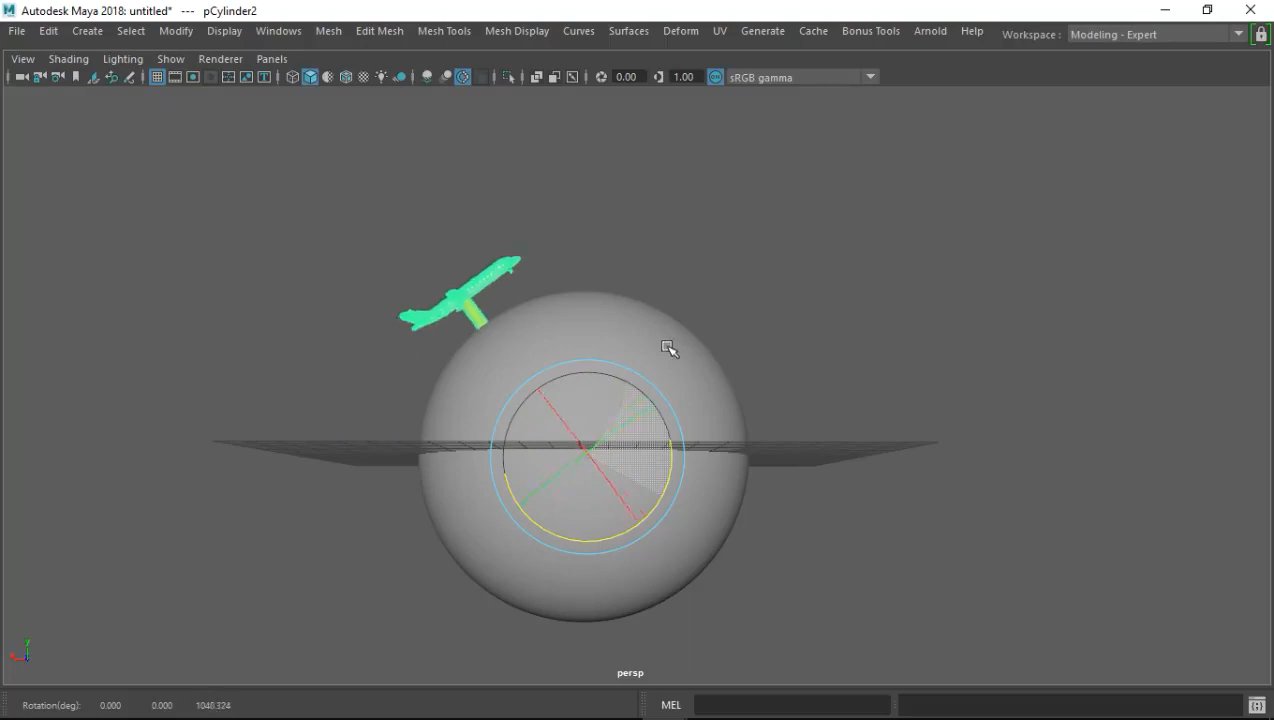 Autodesk Maya 2018: untitled* --- pCylinder2
File Edit Create Select Modify Display Windows Mesh Edit Mesh Mesh Tools Mesh Display Curves Surfaces Deform UV Generate Cache Bonus Tools Arnold Help Workspace : Modeling - Expert
View Shading Lighting Show Renderer Panels
0.00 1.00 ON sRGB gamma
y
persp
Rotation(deg): 0.000 0.000 1048.324 MEL